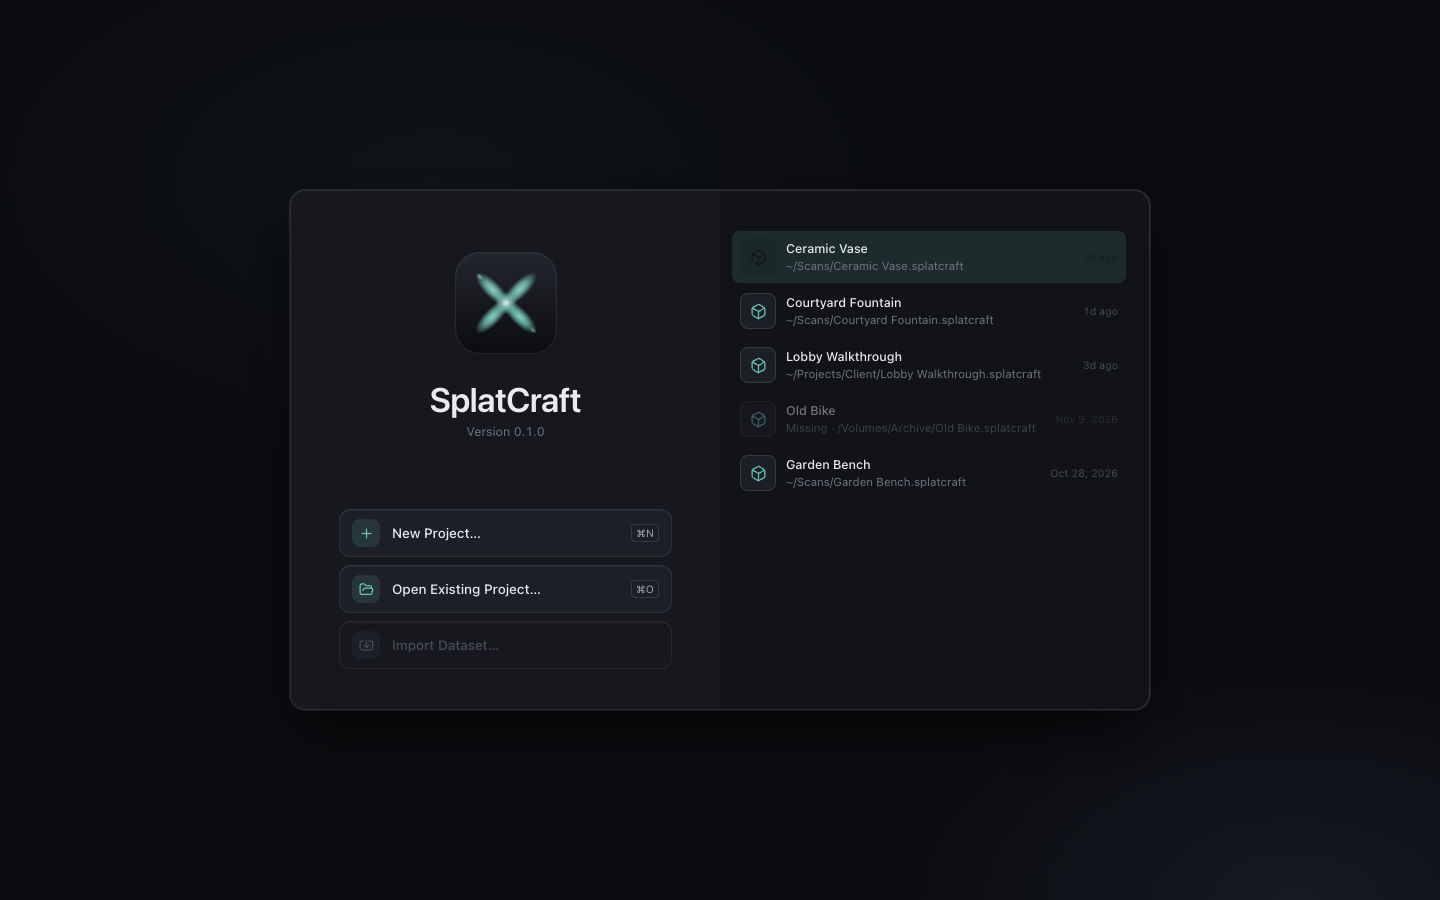 SplatCraft
Version 0.1.0
New Project...
⌘N
Open Existing Project...
⌘O
Import Dataset...
Ceramic Vase
2h ago
~/Scans/Ceramic Vase.splatcraft
Courtyard Fountain
1d ago
~/Scans/Courtyard Fountain.splatcraft
Lobby Walkthrough
3d ago
~/Projects/Client/Lobby Walkthrough.splatcraft
Old Bike
Nov 9, 2026
Missing · /Volumes/Archive/Old Bike.splatcraft
Garden Bench
Oct 28, 2026
~/Scans/Garden Bench.splatcraft